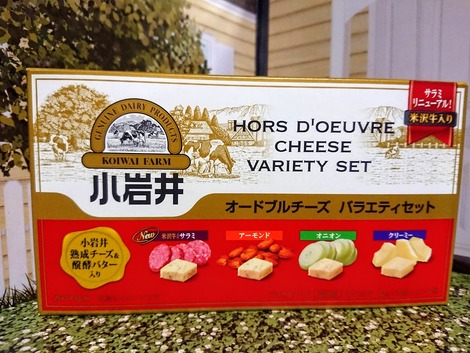 GENUINE DAIRY PRODUCTS
KOIWAI FARM
小岩井
HORS D'OEUVRE
CHEESE
VARIETY SET
サラミ
リニューアル!
米沢牛入り
オードブルチーズ バラエティセット
小岩井
熟成チーズ&
醗酵バター
入り
New
米沢牛入サラミ
アーモンド
オニオン
クリーミー